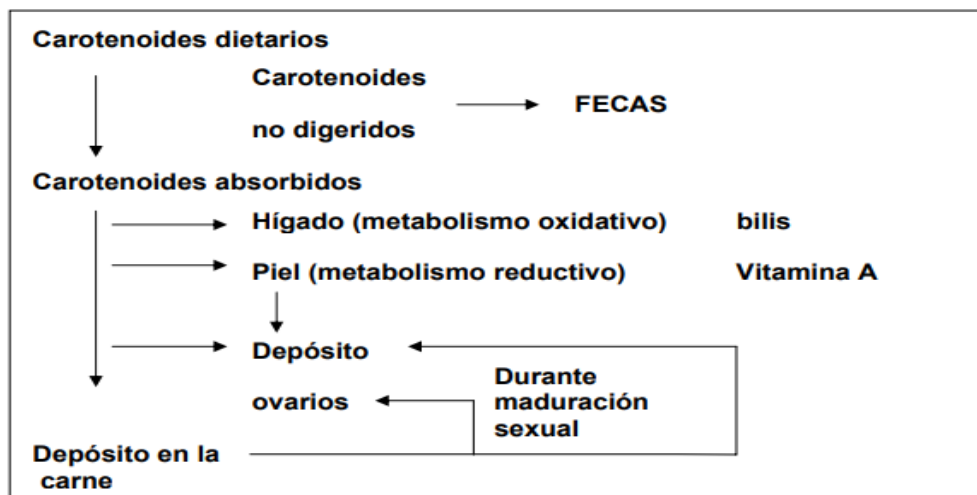 Carotenoides dietarios
Carotenoides
no digeridos
FECAS
Carotenoides absorbidos
Hígado (metabolismo oxidativo) bilis
Piel (metabolismo reductivo) Vitamina A
Depósito
ovarios
Durante
maduración
sexual
Depósito en la
carne